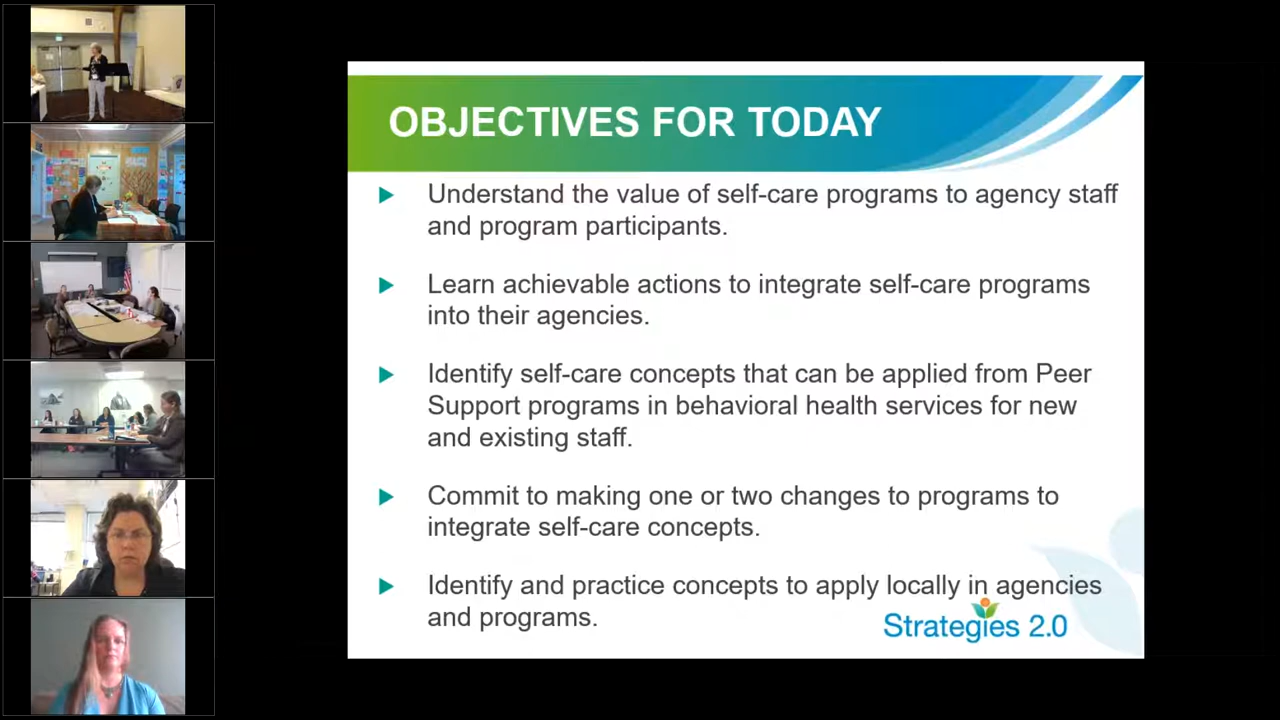 OBJECTIVES FOR TODAY
Understand the value of self-care programs to agency staff
and program participants.
Learn achievable actions to integrate self-care programs
into their agencies.
Identify self-care concepts that can be applied from Peer
Support programs in behavioral health services for new
and existing staff.
Commit to making one or two changes to programs to
integrate self-care concepts.
Identify and practice concepts to apply locally in agencies
and programs.
Strategies 2.0